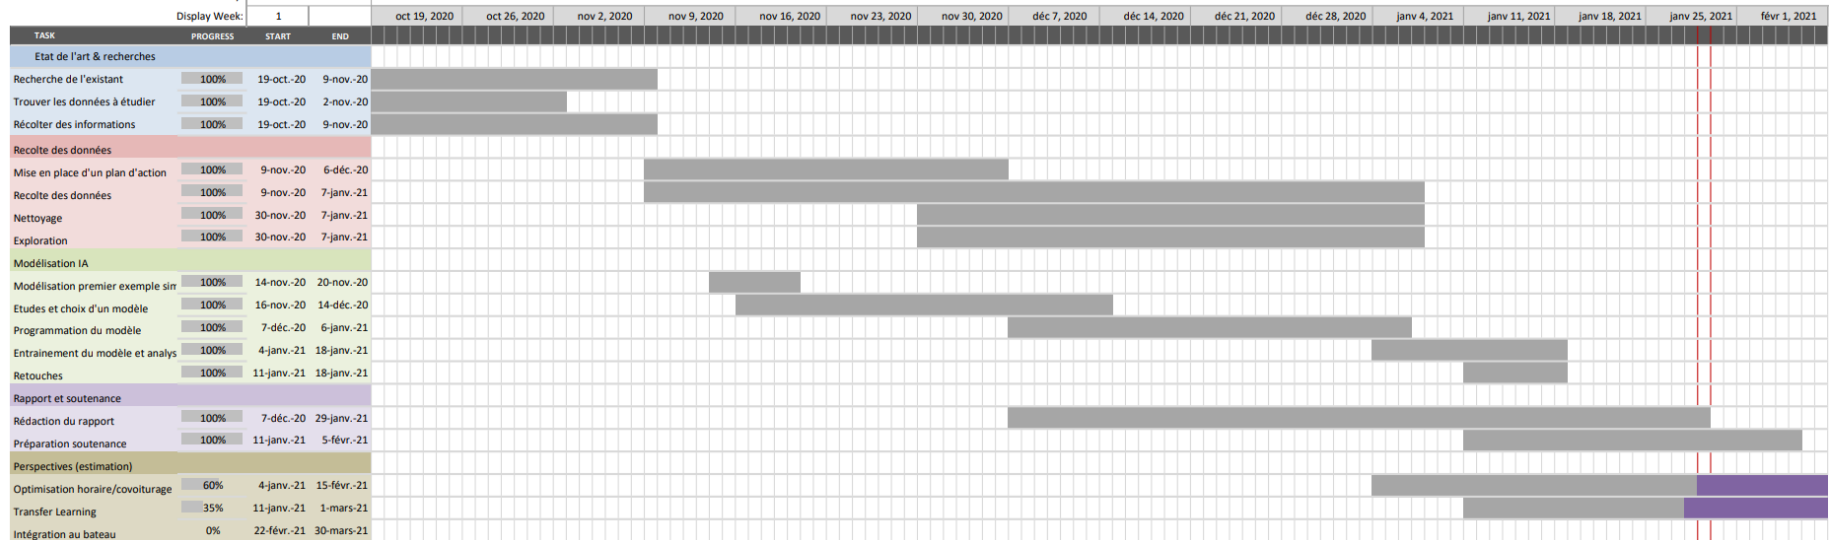 Display Week: 1 oct 19, 2020 oct 26, 2020 nov 2, 2020 nov 9, 2020 nov 16, 2020 nov 23, 2020 nov 30, 2020 déc 7, 2020 déc 14, 2020 déc 21, 2020 déc 28, 2020 janv 4, 2021 janv 11, 2021 janv 18, 2021 janv 25, 2021 févr 1, 2021
TASK PROGRESS START END
Etat de l'art & recherches
Recherche de l'existant 100% 19-oct.-20 9-nov.-20
Trouver les données à étudier 100% 19-oct.-20 2-nov.-20
Récolter des informations 100% 19-oct.-20 9-nov.-20
Recolte des données
Mise en place d'un plan d'action 100% 9-nov.-20 6-déc.-20
Recolte des données 100% 9-nov.-20 7-janv.-21
Nettoyage 100% 30-nov.-20 7-janv.-21
Exploration 100% 30-nov.-20 7-janv.-21
Modélisation IA
Modélisation premier exemple sim 100% 14-nov.-20 20-nov.-20
Etudes et choix d'un modèle 100% 16-nov.-20 14-déc.-20
Programmation du modèle 100% 7-déc.-20 6-janv.-21
Entrainement du modèle et analys 100% 4-janv.-21 18-janv.-21
Retouches 100% 11-janv.-21 18-janv.-21
Rapport et soutenance
Rédaction du rapport 100% 7-déc.-20 29-janv.-21
Préparation soutenance 100% 11-janv.-21 5-févr.-21
Perspectives (estimation)
Optimisation horaire/covoiturage 60% 4-janv.-21 15-févr.-21
Transfer Learning 35% 11-janv.-21 1-mars-21
Intégration au bateau 0% 22-févr.-21 30-mars-21